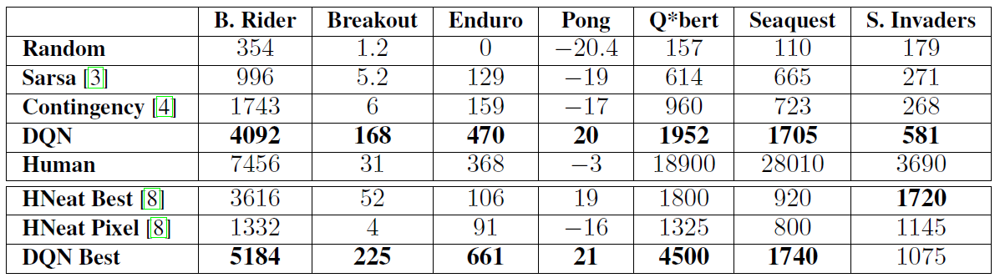 B. Rider Breakout Enduro Pong Q*bert Seaquest S. Invaders
Random 354 1.2 0 −20.4 157 110 179
Sarsa [3] 996 5.2 129 −19 614 665 271
Contingency [4] 1743 6 159 −17 960 723 268
DQN 4092 168 470 20 1952 1705 581
Human 7456 31 368 −3 18900 28010 3690
HNeat Best [8] 3616 52 106 19 1800 920 1720
HNeat Pixel [8] 1332 4 91 −16 1325 800 1145
DQN Best 5184 225 661 21 4500 1740 1075